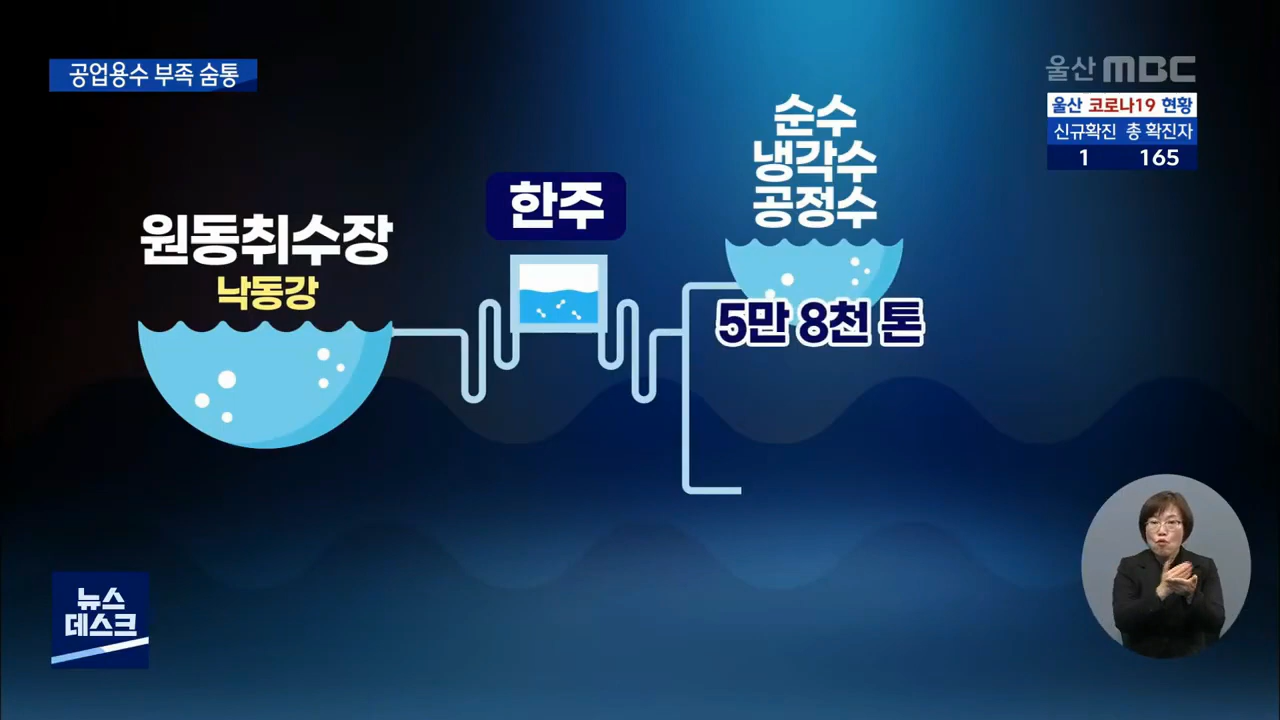 공업용수 부족 숨통
울산 MBC
울산 코로나19 현황
신규확진 총 확진자
1 165
순수
냉각수
공정수
한주
원동취수장
낙동강
5만 8천 톤
뉴스
데스크